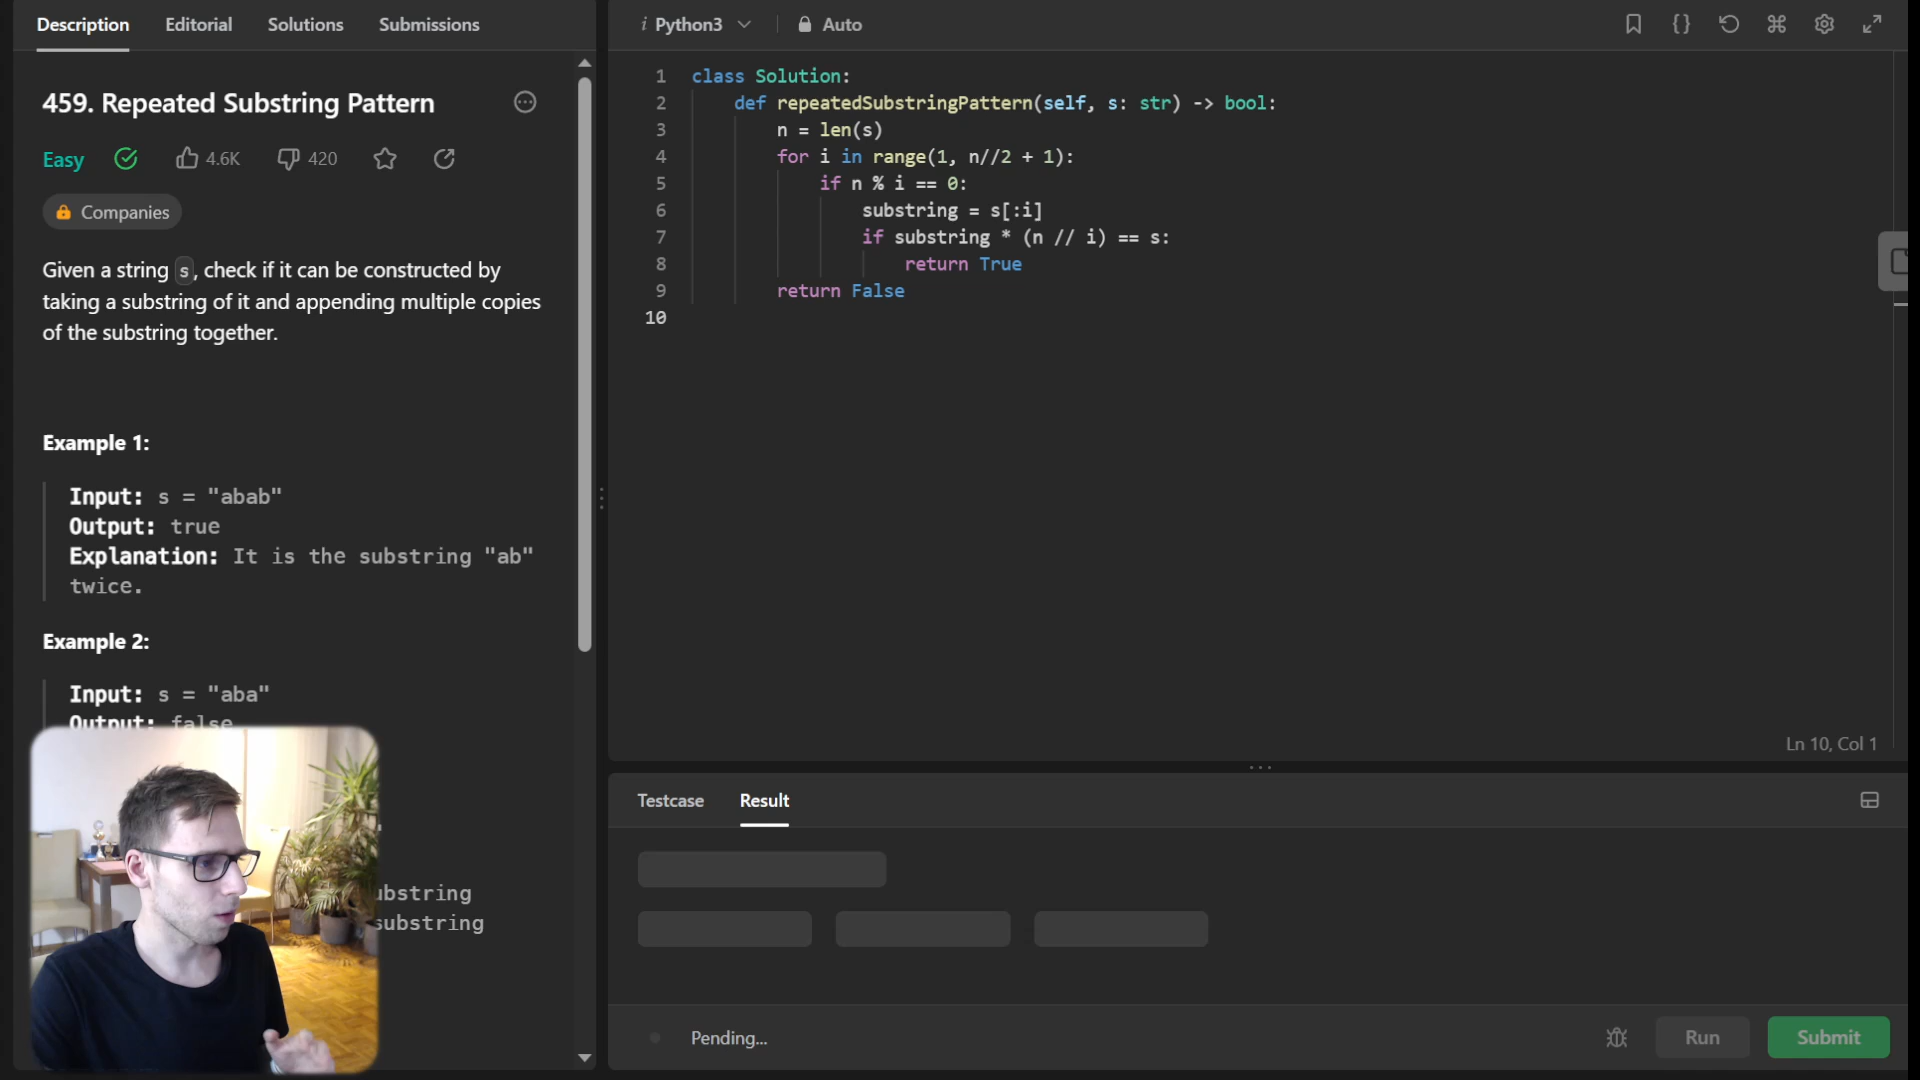 Description Editorial Solutions Submissions
459. Repeated Substring Pattern
Easy 4.6K 420
Companies
Given a string s, check if it can be constructed by
taking a substring of it and appending multiple copies
of the substring together.
Example 1:
Input: s = "abab"
Output: true
Explanation: It is the substring "ab"
twice.
Example 2:
Input: s = "aba"
Output: false
ubstring
substring
i Python3 Auto
1 class Solution:
2 def repeatedSubstringPattern(self, s: str) -> bool:
3 n = len(s)
4 for i in range(1, n//2 + 1):
5 if n % i == 0:
6 substring = s[:i]
7 if substring * (n // i) == s:
8 return True
9 return False
10
Ln 10, Col 1
Testcase Result
Pending...
Run Submit